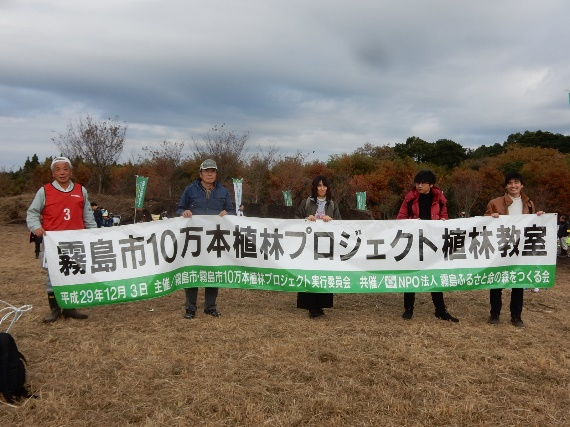 霧島市10万本植林プロジェクト植林教室
平成29年12月3日 主催/霧島市・霧島市10万本植林プロジェクト実行委員会 共催/NPO法人 霧島ふるさと命の森をつくる会
3